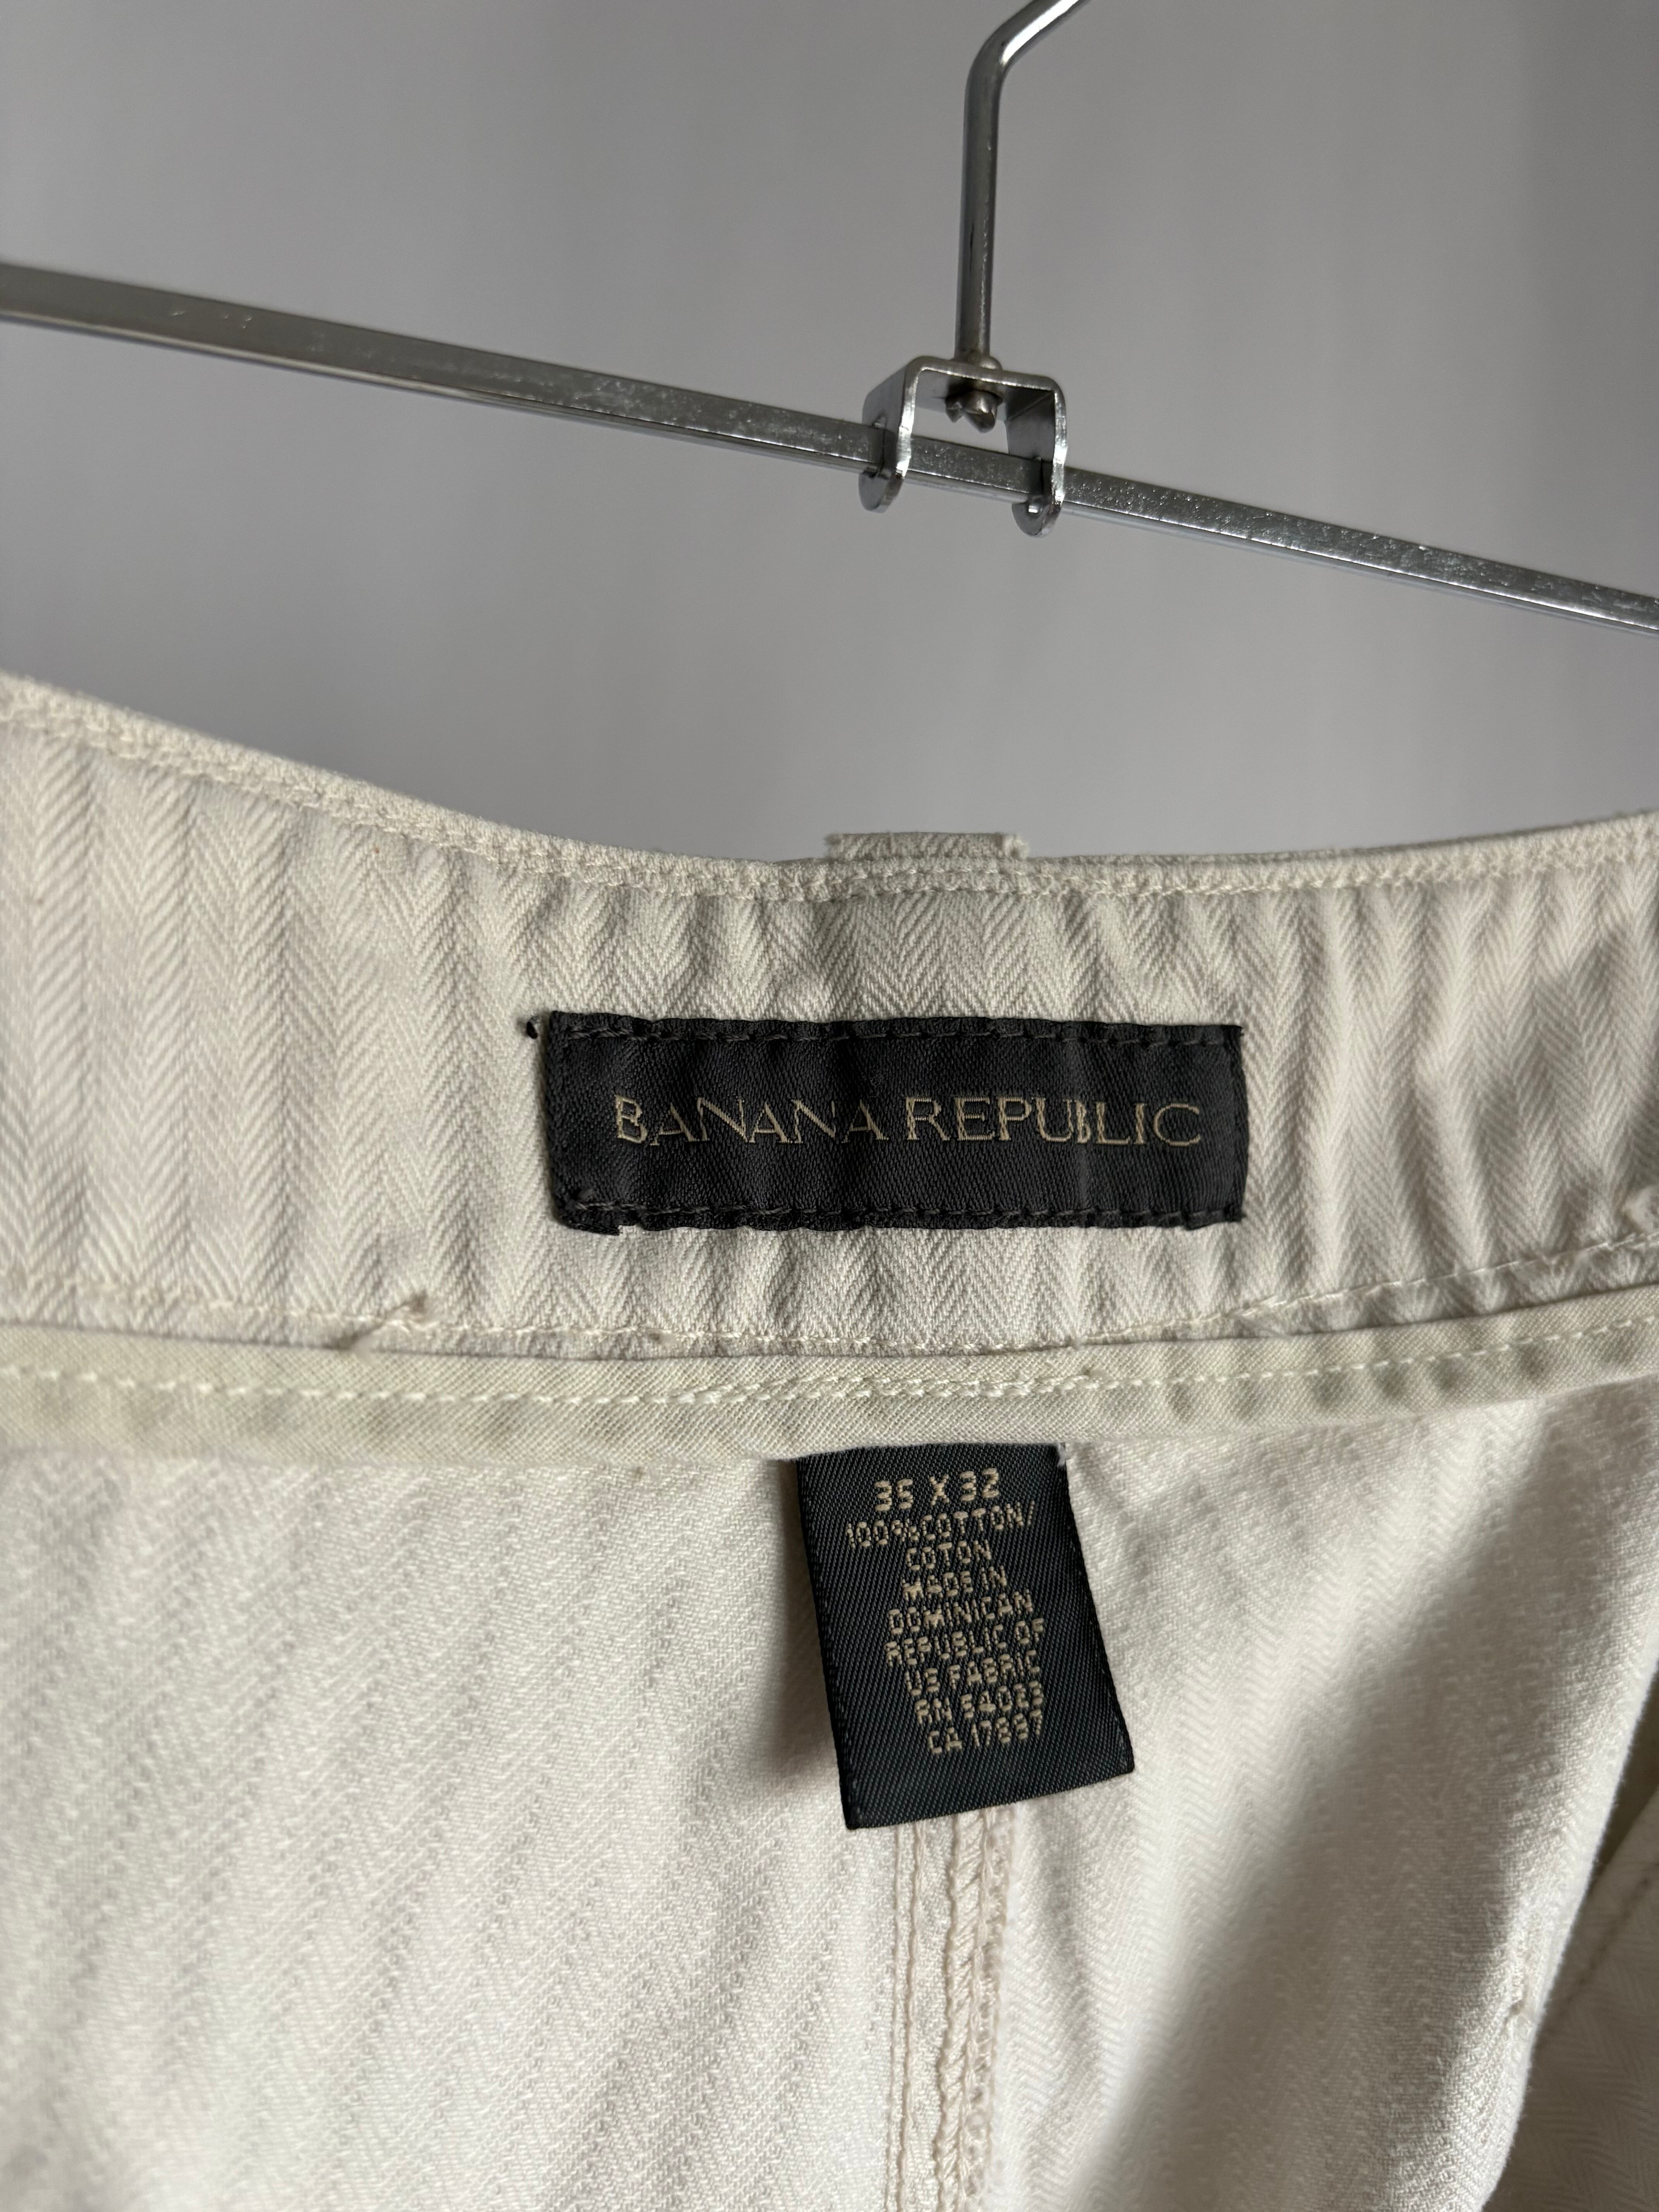 BANANA REPUBLIC
35 X 32
100% COTTON/
COTON
MADE IN
DOMINICAN
REPUBLIC OF
US FABRIC
RN 54023
CA 17897